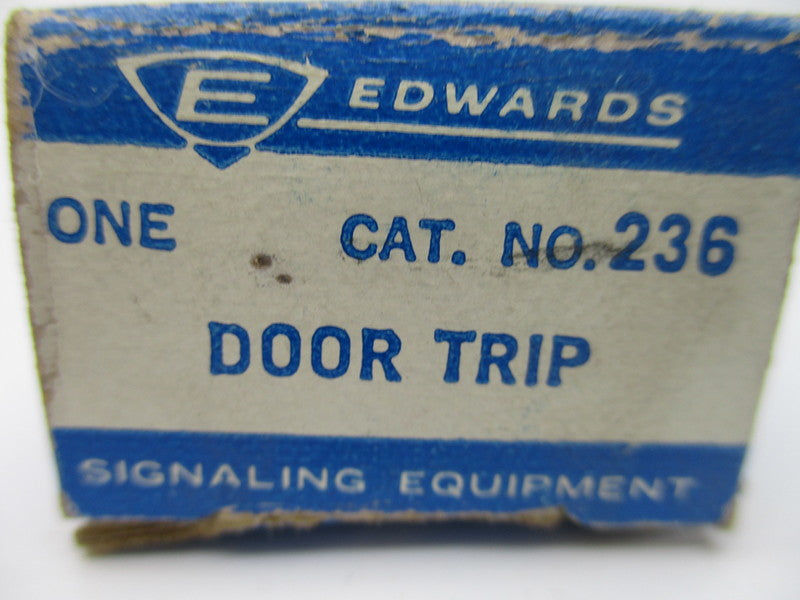 E EDWARDS
ONE CAT. NO. 236
DOOR TRIP
SIGNALING EQUIPMENT